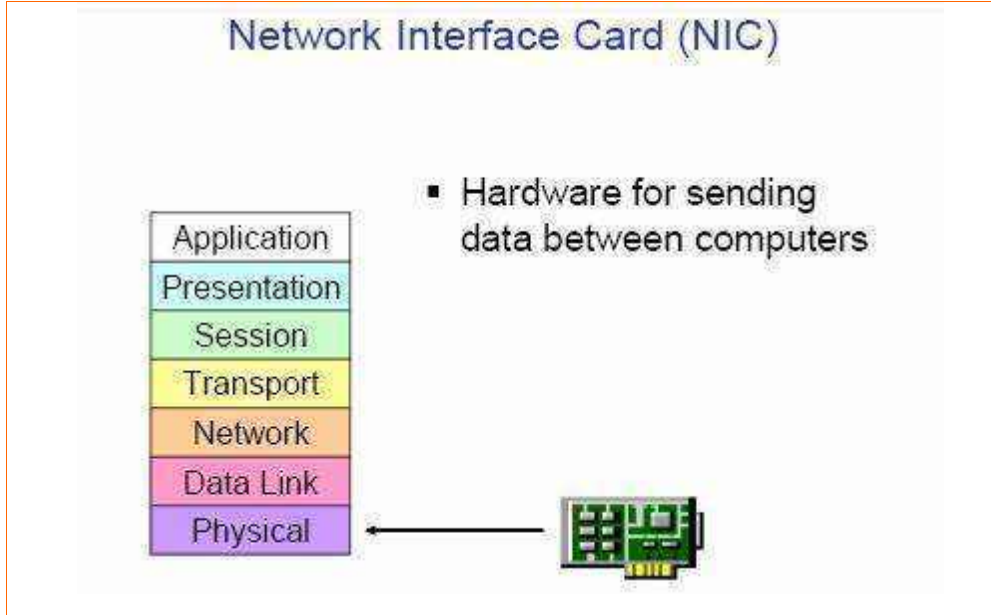 Network Interface Card (NIC)
▪ Hardware for sending
data between computers
Application
Presentation
Session
Transport
Network
Data Link
Physical